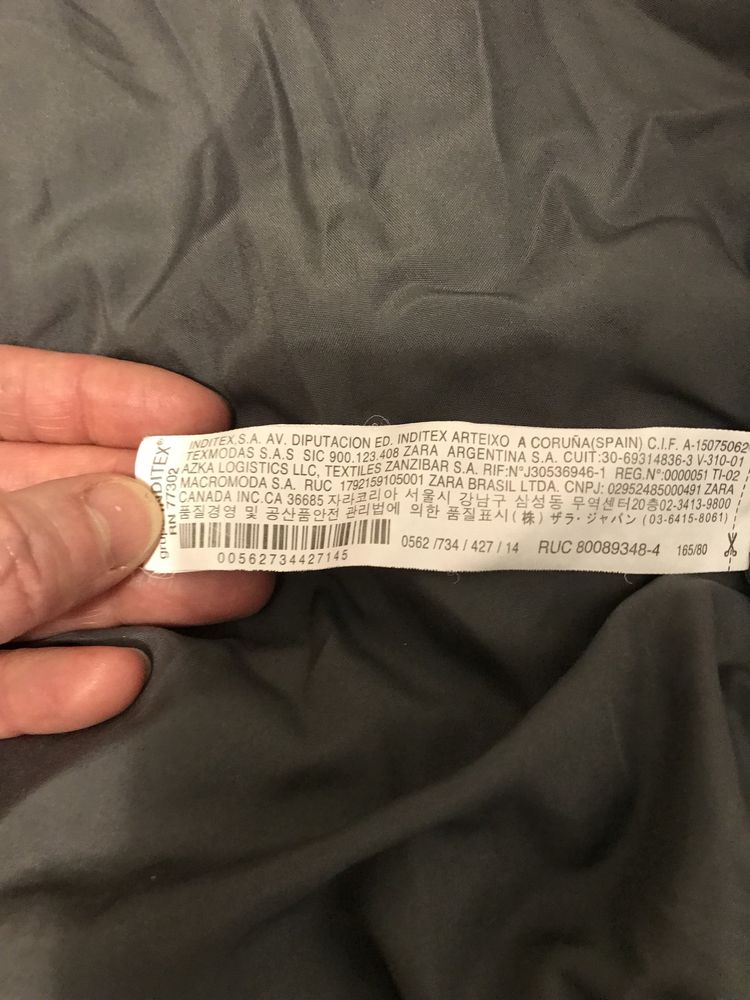 INDITEX,S.A. AV. DIPUTACION ED. INDITEX ARTEIXO A CORUÑA(SPAIN) C.I.F. A-15075062
TEXMODAS S.A.S SIC 900.123.408 ZARA ARGENTINA S.A. CUIT:30-69314836-3 V-310-01
AZKA LOGISTICS LLC, TEXTILES ZANZIBAR S.A. RIF:NºJ30536946-1 REG.Nº:0000051 TI-02
MACROMODA S.A. RUC 1792159105001 ZARA BRASIL LTDA. CNPJ: 02952485000491 ZARA
CANADA INC.CA 36685 자라코리아 서울시 강남구 삼성동 무역센터20층02-3413-9800
품질경영 및 공산품안전 관리법에 의한 품질표시(株) ザラ・ジャパン (03-6415-8061)
00562734427145
0562 /734 / 427 / 14 RUC 80089348-4 165/80
INDITEX®
RN 77302